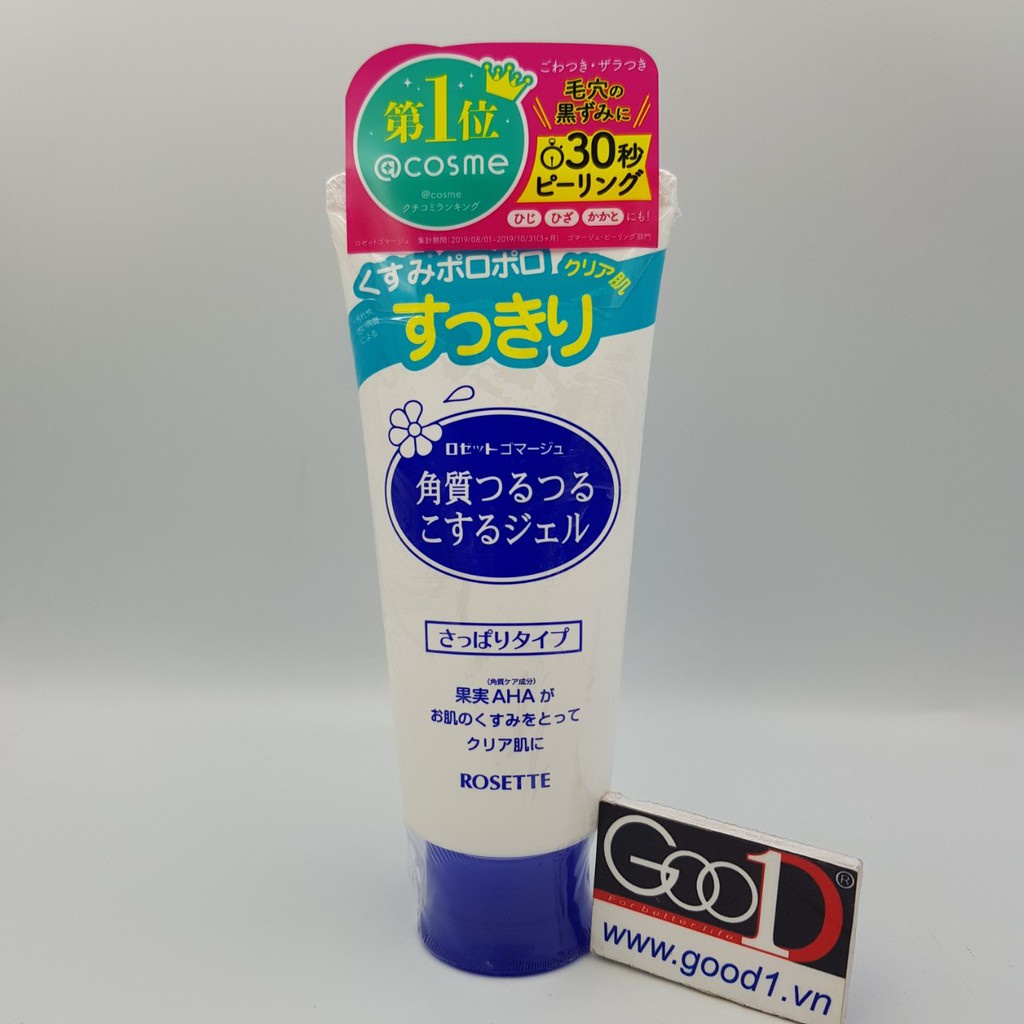 第1位
@cosme
@cosme
クチコミランキング
ごわつき・ザラつき
毛穴の
黒ずみに
30秒
ピーリング
ひじ ひざ かかと にも!
ロゼットゴマージュ 集計期間:2019/08/01~2019/10/31(3ヶ月) ゴマージュ・ピーリング部門
くすみポロポロ クリア肌
すっきり
による
ロゼットゴマージュ
角質つるつる
こするジェル
さっぱりタイプ
(角質ケア成分)
果実AHAが
お肌のくすみをとって
クリア肌に
ROSETTE
Goo1D ®
For better life
www.good1.vn